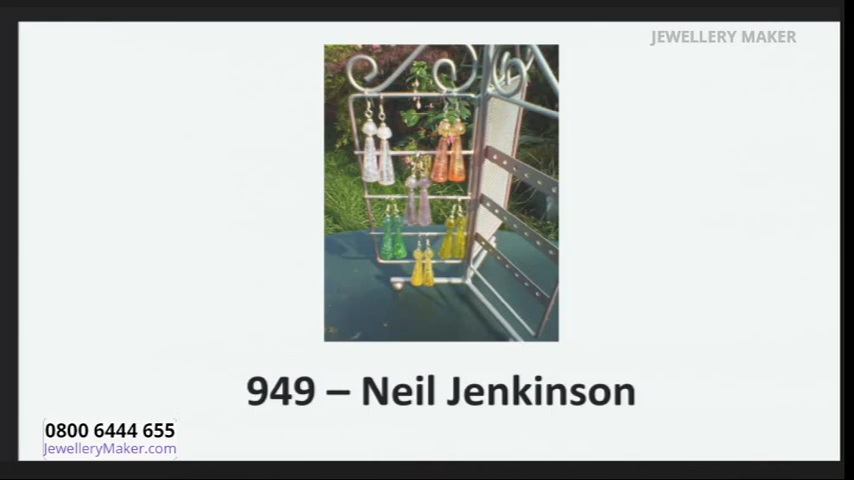 JEWELLERY MAKER
949 – Neil Jenkinson
0800 6444 655
JewelleryMaker.com